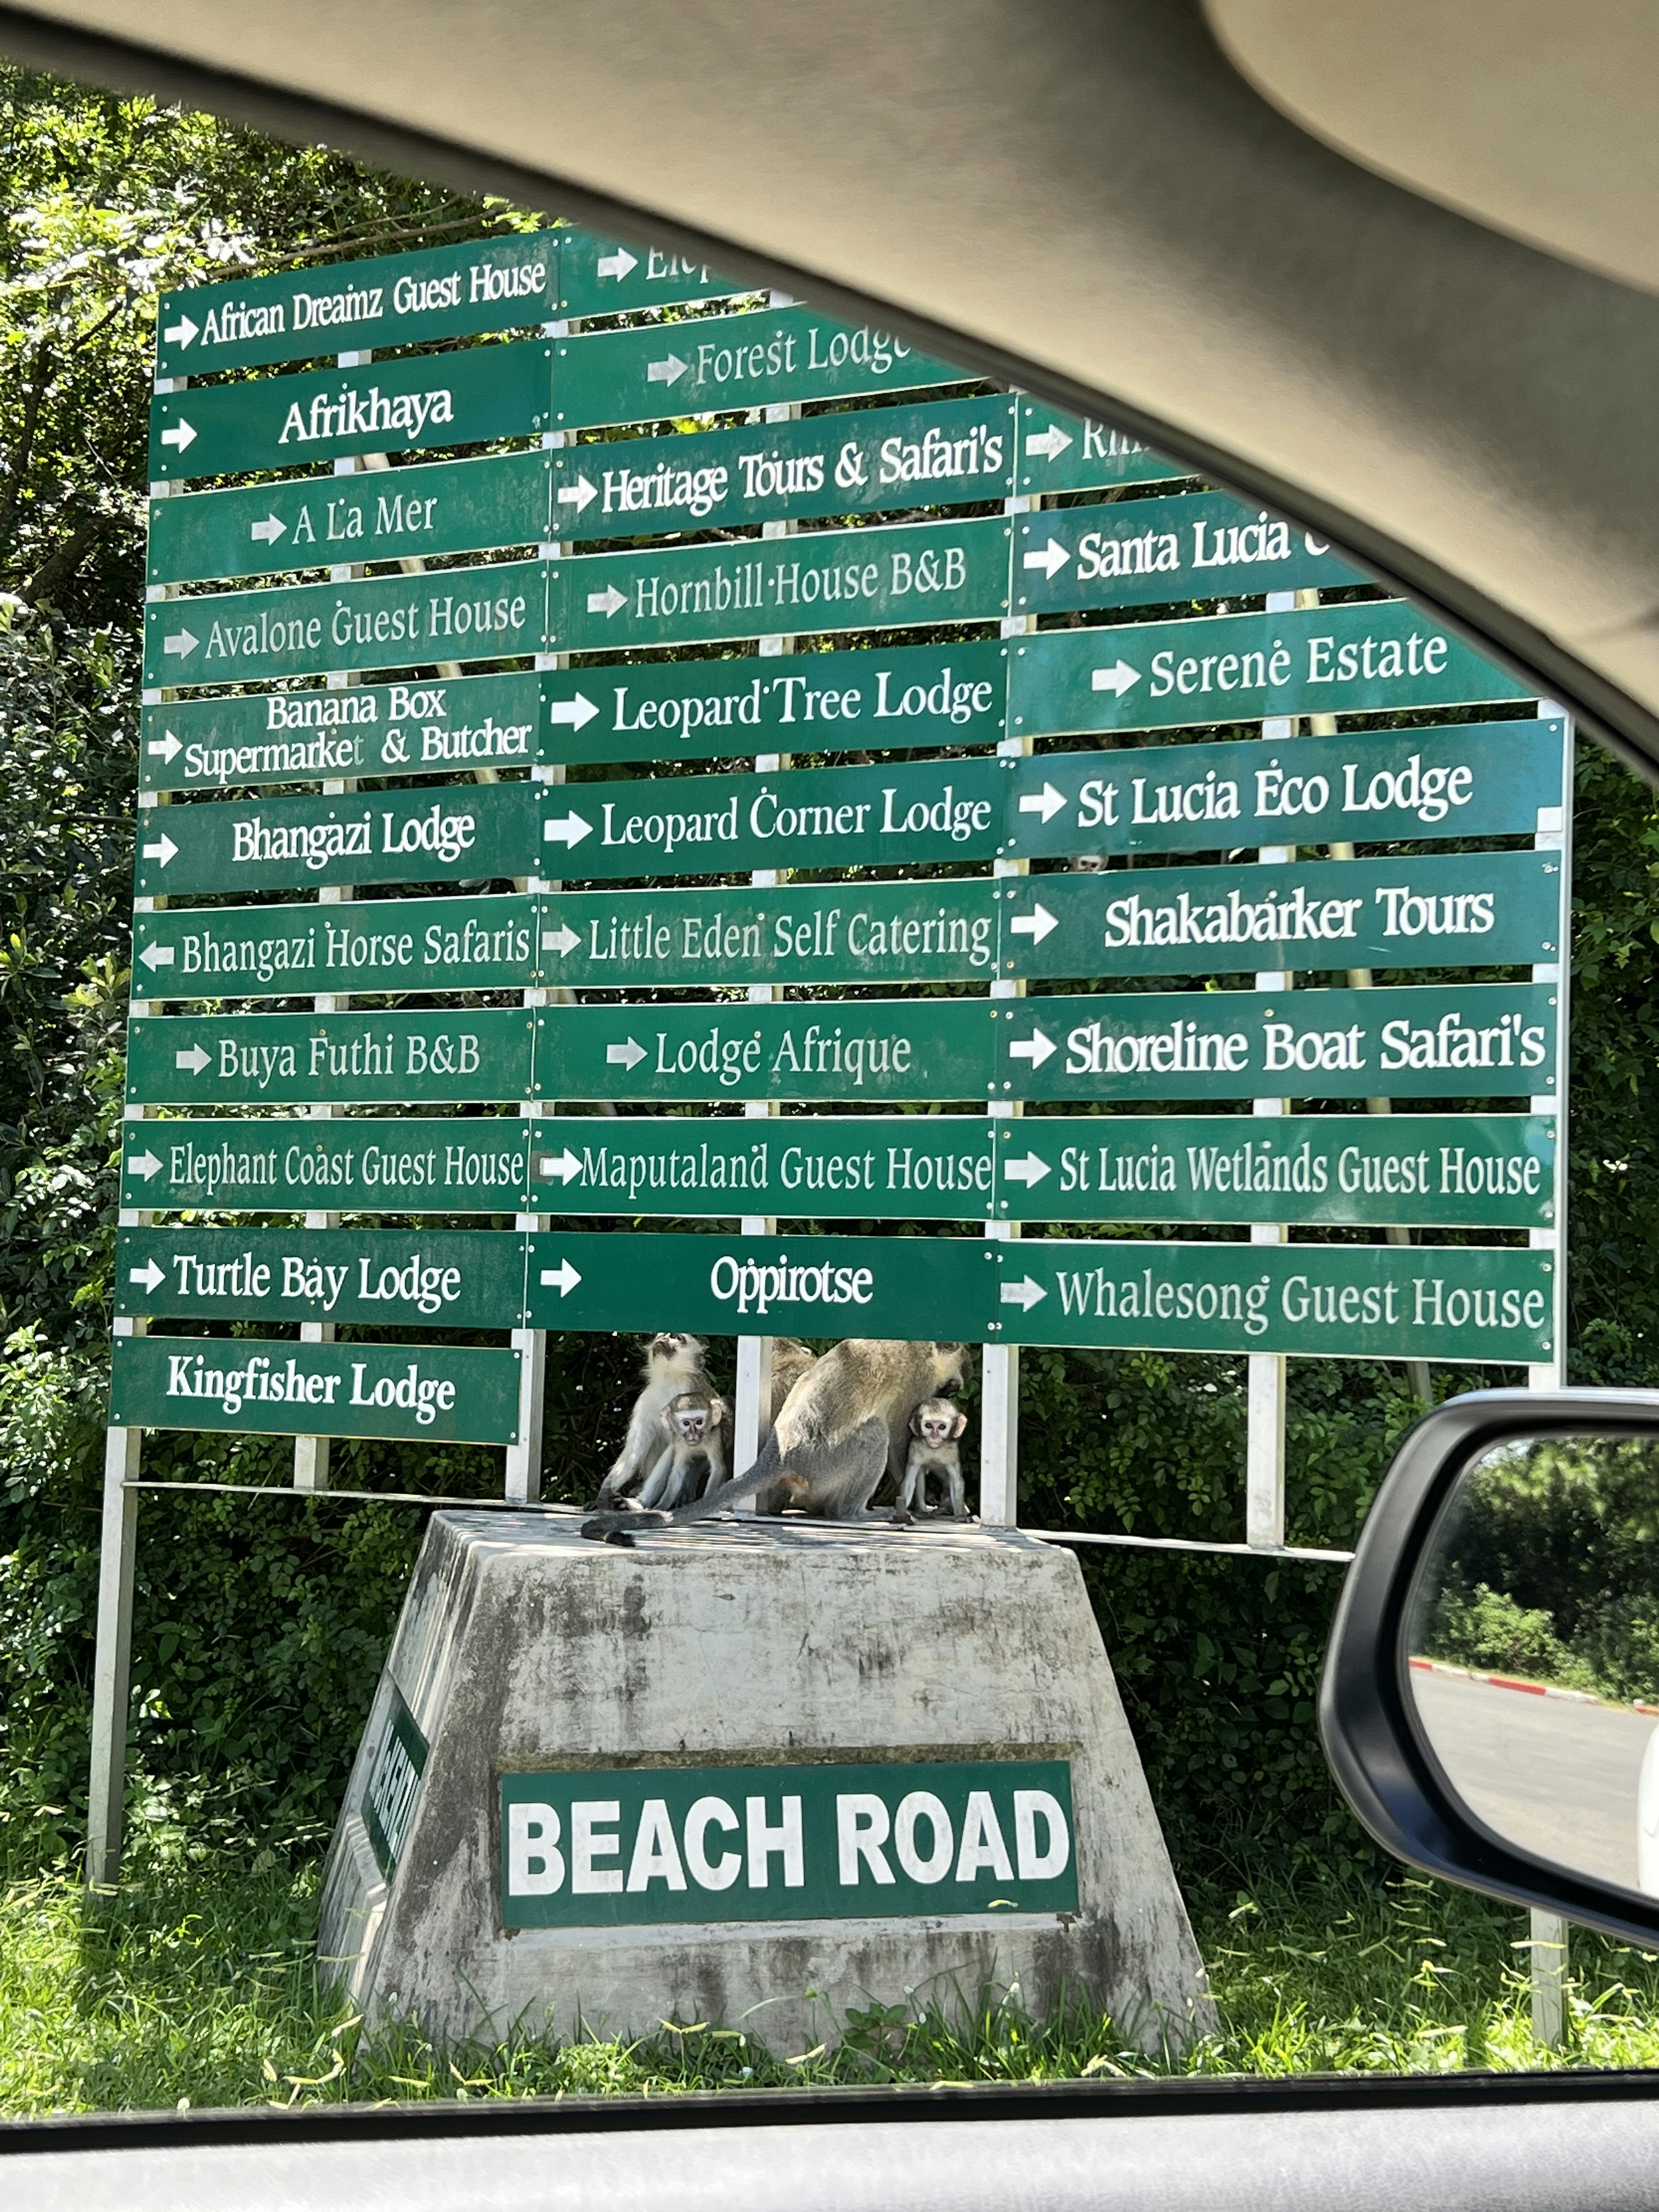 African Dreamz Guest House
Afrikhaya
A La Mer
Avalone Guest House
Banana Box
Supermarket & Butcher
Bhangazi Lodge
Bhangazi Horse Safaris
Buya Futhi B&B
Elephant Coast Guest House
Turtle Bay Lodge
Kingfisher Lodge
Forest Lodge
Heritage Tours & Safari's
Hornbill House B&B
Leopard Tree Lodge
Leopard Corner Lodge
Little Eden Self Catering
Lodge Afrique
Maputaland Guest House
Oppirotse
Santa Lucia
Serene Estate
St Lucia Eco Lodge
Shakabarker Tours
Shoreline Boat Safari's
St Lucia Wetlands Guest House
Whalesong Guest House
BEACH ROAD